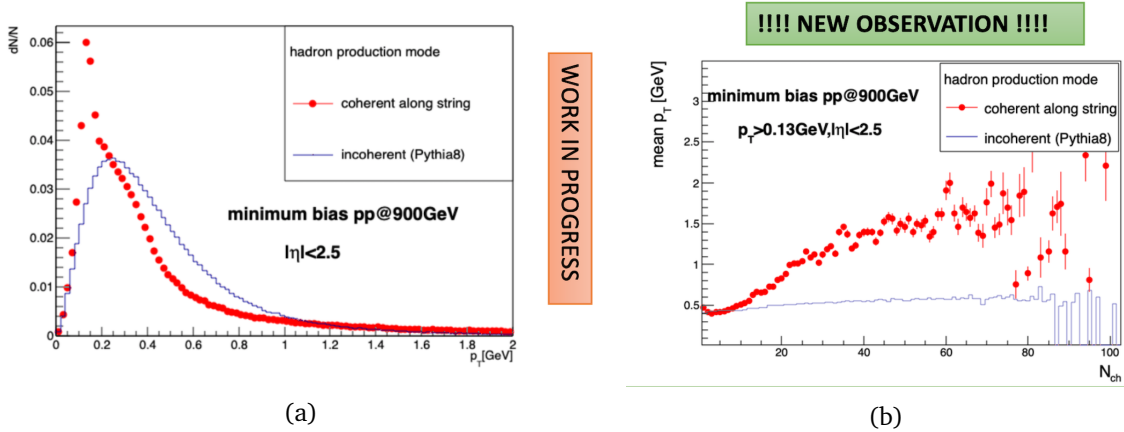 dN/N
0.06
0.05
0.04
0.03
0.02
0.01
0
0 0.2 0.4 0.6 0.8 1 1.2 1.4 1.6 1.8 2
p_T[GeV]
hadron production mode
coherent along string
incoherent (Pythia8)
minimum bias pp@900GeV
|η|<2.5
(a)
WORK IN PROGRESS
!!!! NEW OBSERVATION !!!!
mean p_T [GeV]
3
2.5
2
1.5
1
0.5
20 40 60 80 100
N_ch
hadron production mode
coherent along string
incoherent (Pythia8)
minimum bias pp@900GeV
p_T>0.13GeV,|η|<2.5
(b)